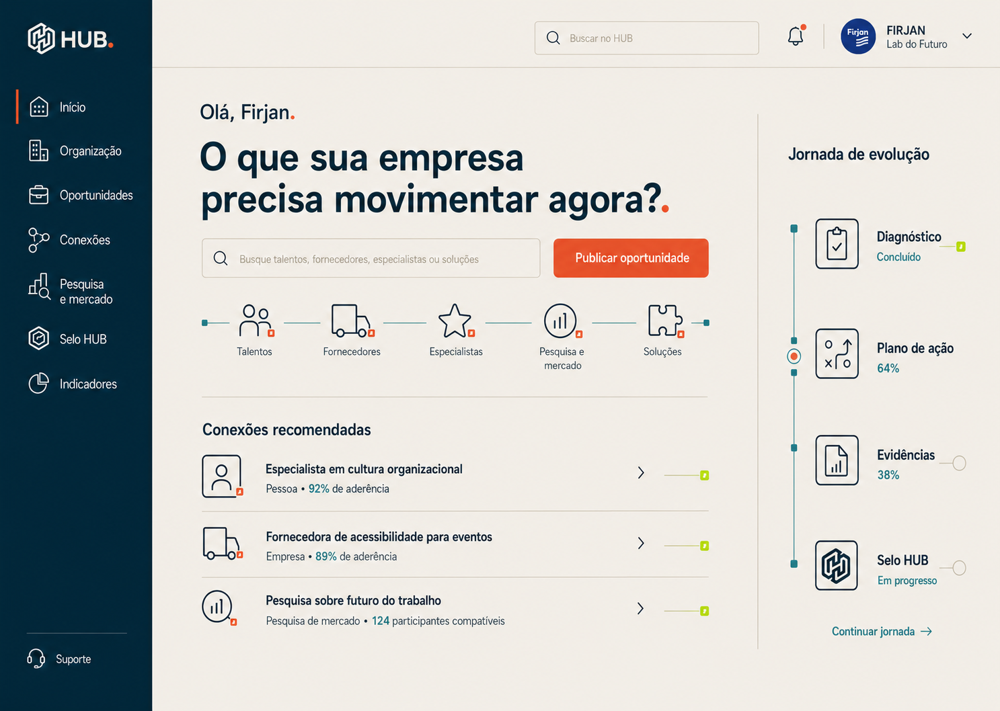 HUB.
Início
Organização
Oportunidades
Conexões
Pesquisa
e mercado
Selo HUB
Indicadores
Suporte
Buscar no HUB
Firjan
FIRJAN
Lab do Futuro
Olá, Firjan.
O que sua empresa
precisa movimentar agora?.
Busque talentos, fornecedores, especialistas ou soluções
Publicar oportunidade
Talentos
Fornecedores
Especialistas
Pesquisa e
mercado
Soluções
Conexões recomendadas
Especialista em cultura organizacional
Pessoa • 92% de aderência
Fornecedora de acessibilidade para eventos
Empresa • 89% de aderência
Pesquisa sobre futuro do trabalho
Pesquisa de mercado • 124 participantes compatíveis
Jornada de evolução
Diagnóstico
Concluído
Plano de ação
64%
Evidências
38%
Selo HUB
Em progresso
Continuar jornada →